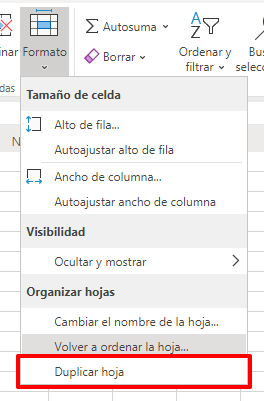 inar
Formato
Autosuma
Borrar
Ordenar y
filtrar
Bus
selecc
das
Tamaño de celda
Alto de fila...
Autoajustar alto de fila
Ancho de columna...
Autoajustar ancho de columna
Visibilidad
Ocultar y mostrar
Organizar hojas
Cambiar el nombre de la hoja...
Volver a ordenar la hoja...
Duplicar hoja
N